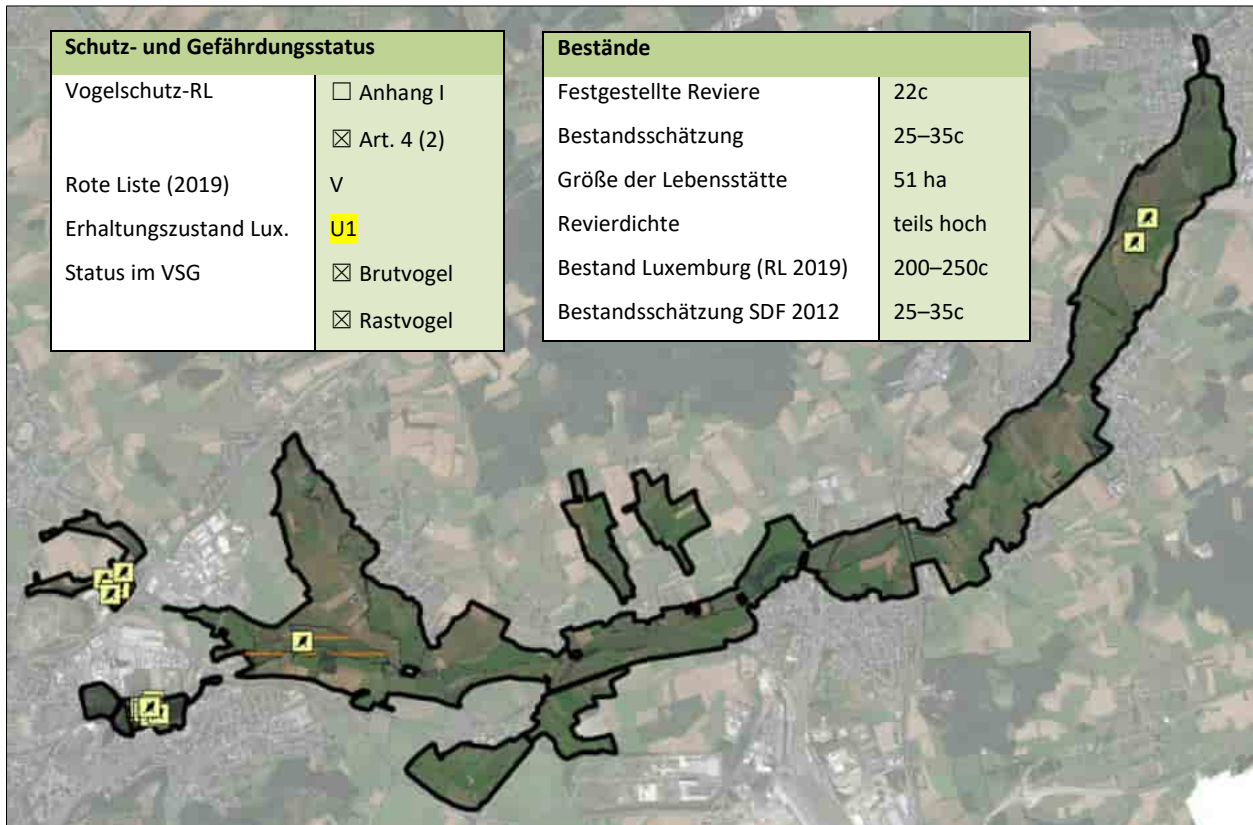 Schutz- und Gefährdungsstatus
Vogelschutz-RL ☐ Anhang I
☒ Art. 4 (2)
Rote Liste (2019) V
Erhaltungszustand Lux. U1
Status im VSG ☒ Brutvogel
☒ Rastvogel
Bestände
Festgestellte Reviere 22c
Bestandsschätzung 25–35c
Größe der Lebensstätte 51 ha
Revierdichte teils hoch
Bestand Luxemburg (RL 2019) 200–250c
Bestandsschätzung SDF 2012 25–35c